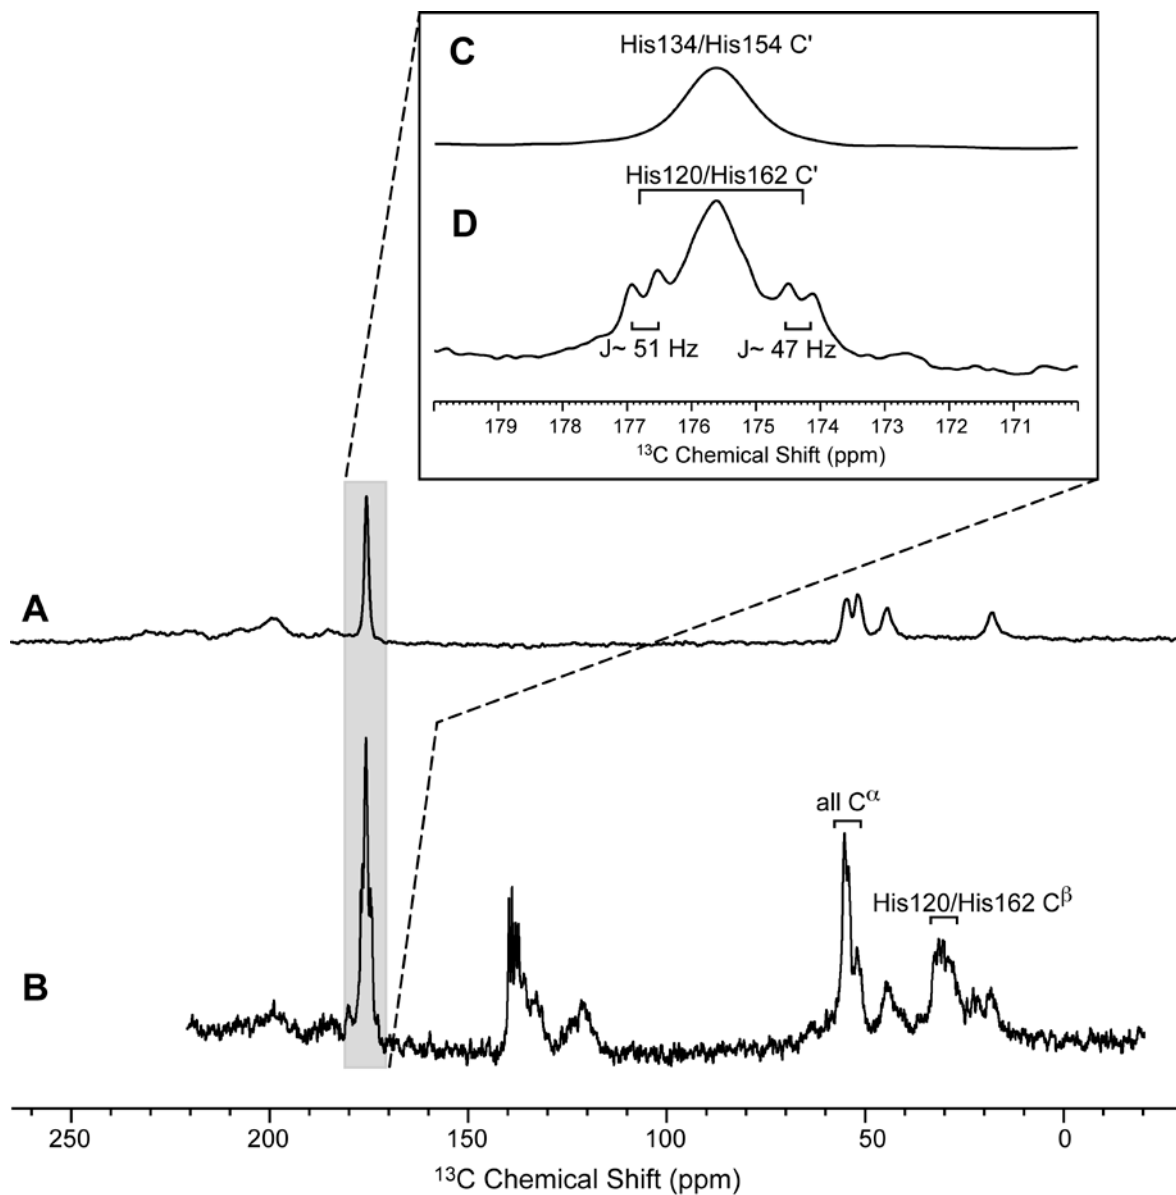 C
His134/His154 C'
His120/His162 C'
D
J~ 51 Hz
J~ 47 Hz
179 178 177 176 175 174 173 172 171
¹³C Chemical Shift (ppm)
A
all Cᵅ
His120/His162 Cᵝ
B
250 200 150 100 50 0
¹³C Chemical Shift (ppm)